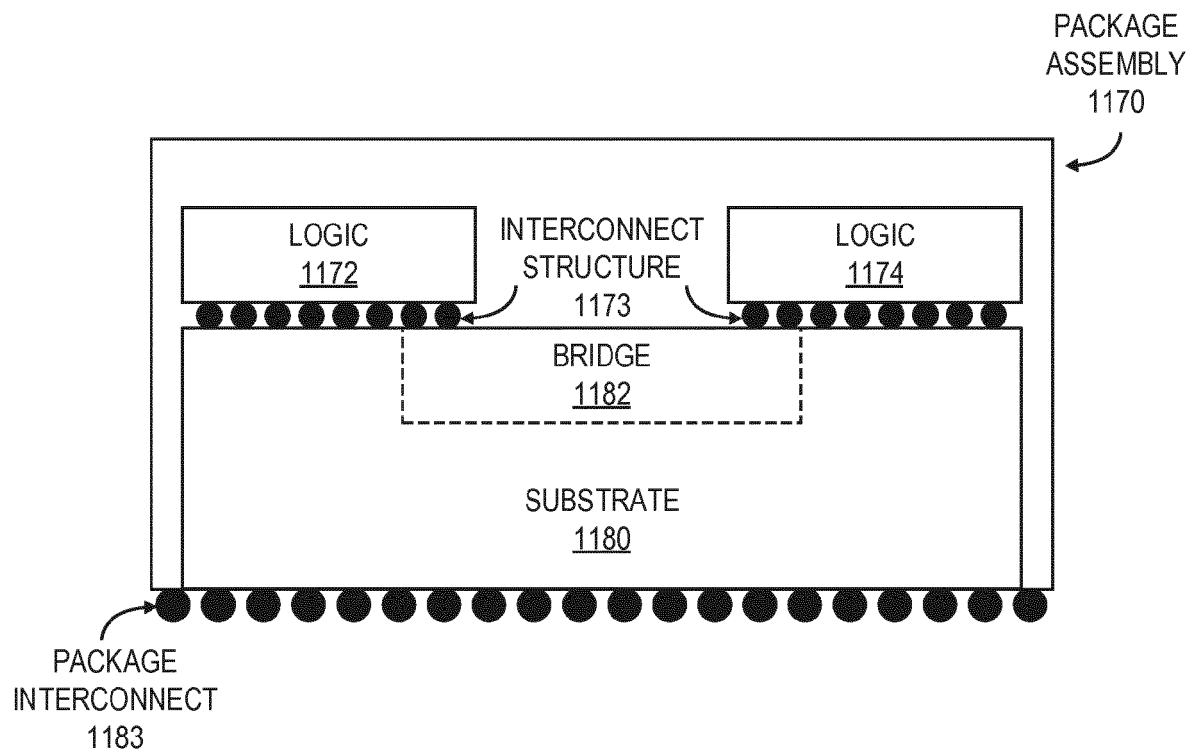 PACKAGE
ASSEMBLY
1170
LOGIC
1172
INTERCONNECT
STRUCTURE
1173
LOGIC
1174
BRIDGE
1182
SUBSTRATE
1180
PACKAGE
INTERCONNECT
1183